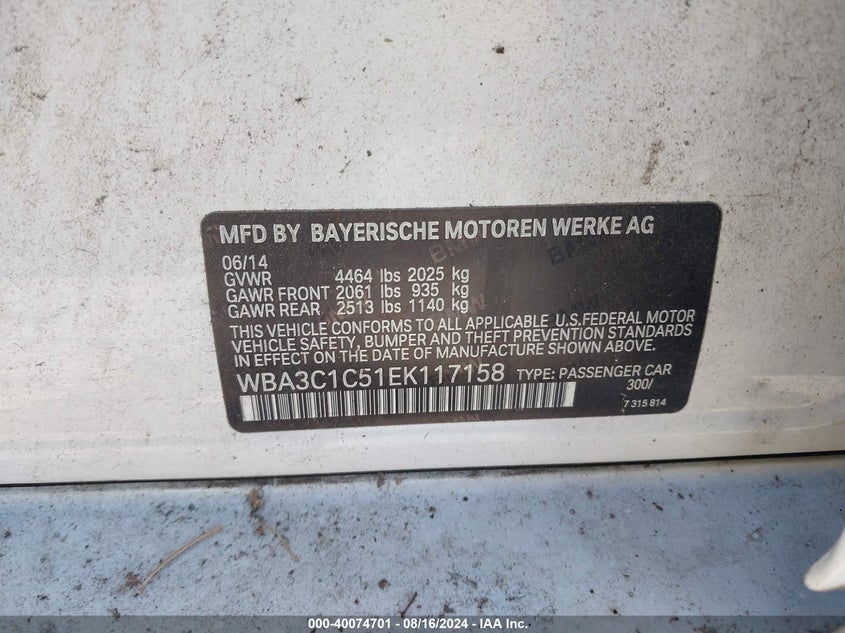 MFD BY BAYERISCHE MOTOREN WERKE AG
06/14
GVWR 4464 lbs 2025 kg
GAWR FRONT 2061 lbs 935 kg
GAWR REAR 2513 lbs 1140 kg
THIS VEHICLE CONFORMS TO ALL APPLICABLE U.S.FEDERAL MOTOR
VEHICLE SAFETY, BUMPER AND THEFT PREVENTION STANDARDS
IN EFFECT ON THE DATE OF MANUFACTURE SHOWN ABOVE.
WBA3C1C51EK117158 TYPE: PASSENGER CAR
300/
7 315 814
000-40074701 - 08/16/2024 - IAA Inc.